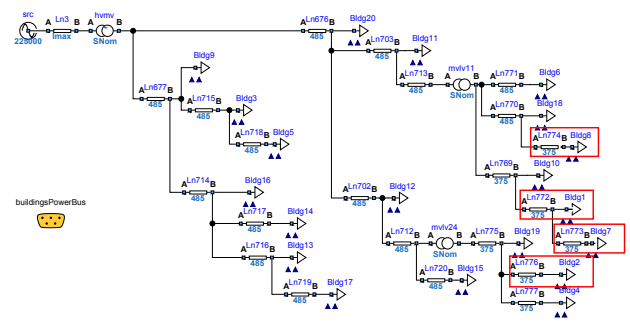 src
Ln3
hvmv
A
B
A
B
225000
Imax
SNom
Ln676
A
B
485
Bldg20
Ln703
A
B
485
Bldg11
Ln713
A
B
485
mvlv11
A
B
SNom
Ln771
A
B
485
Bldg6
Ln770
A
B
485
Bldg18
Ln774
A
B
375
Bldg8
Ln769
A
B
375
Bldg10
Ln772
A
B
375
Bldg1
Ln773
A
B
375
Bldg7
Ln677
A
B
485
Bldg9
Ln715
A
B
485
Bldg3
Ln718
A
B
485
Bldg5
Ln714
A
B
485
Bldg16
Ln717
A
B
485
Bldg14
Ln716
A
B
485
Bldg13
Ln719
A
B
485
Bldg17
Ln702
A
B
485
Bldg12
Ln712
A
B
485
mvlv24
A
B
SNom
Ln775
A
B
375
Bldg19
Ln720
A
B
485
Bldg15
Ln776
A
B
375
Bldg2
Ln777
A
B
375
Bldg4
buildingsPowerBus